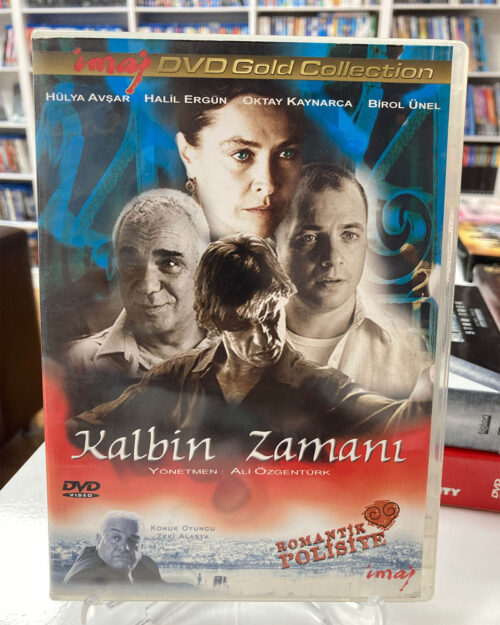 imaj DVD Gold Collection
HÜLYA AVŞAR HALİL ERGÜN OKTAY KAYNARCA BİROL ÜNEL
Kalbin Zamanı
YÖNETMEN : ALİ ÖZGENTÜRK
DVD
VIDEO
KONUK OYUNCU
ZEKİ ALASYA
ROMANTİK
POLİSİYE
imaj
DVD